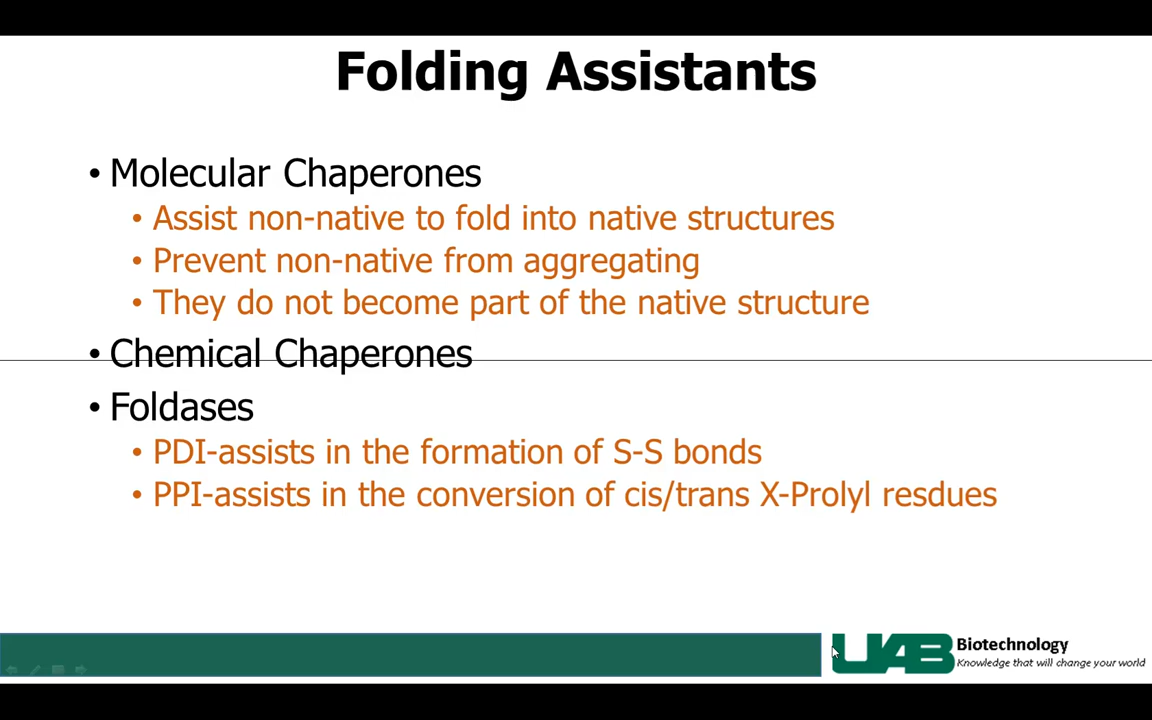 Folding Assistants
• Molecular Chaperones
• Assist non-native to fold into native structures
• Prevent non-native from aggregating
• They do not become part of the native structure
• Chemical Chaperones
• Foldases
• PDI-assists in the formation of S-S bonds
• PPI-assists in the conversion of cis/trans X-Prolyl resdues
UAB Biotechnology
Knowledge that will change your world